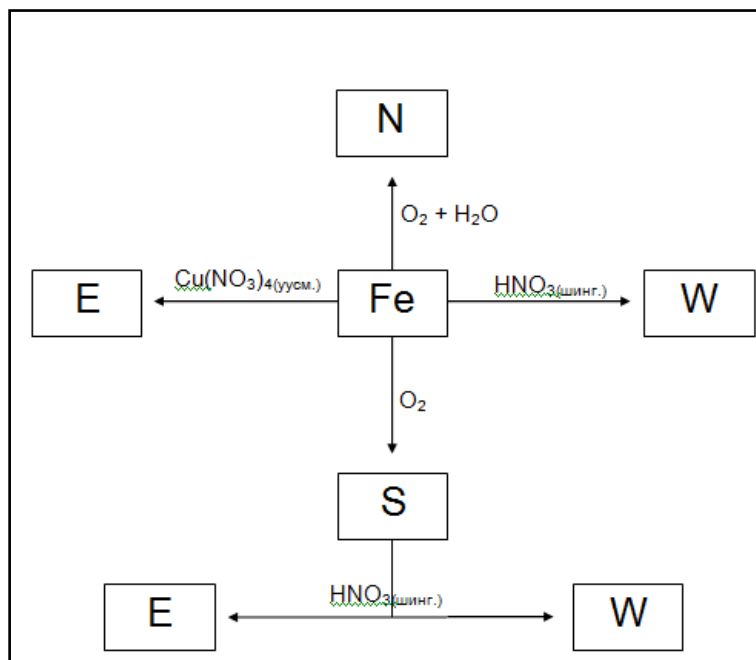 N
O₂ + H₂O
E
Cu(NO₃)₄(уусм.)
Fe
HNO₃(шинг.)
W
O₂
S
E
HNO₃(шинг.)
W